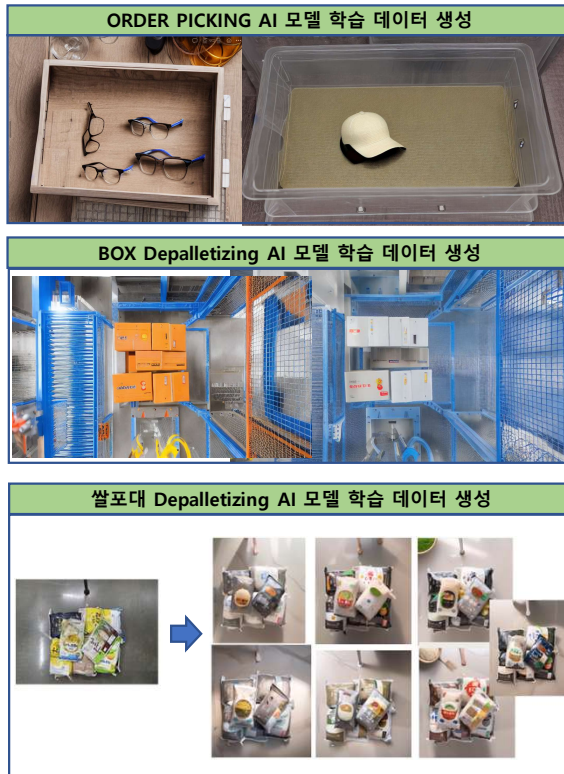 ORDER PICKING AI 모델 학습 데이터 생성
BOX Depalletizing AI 모델 학습 데이터 생성
쌀포대 Depalletizing AI 모델 학습 데이터 생성